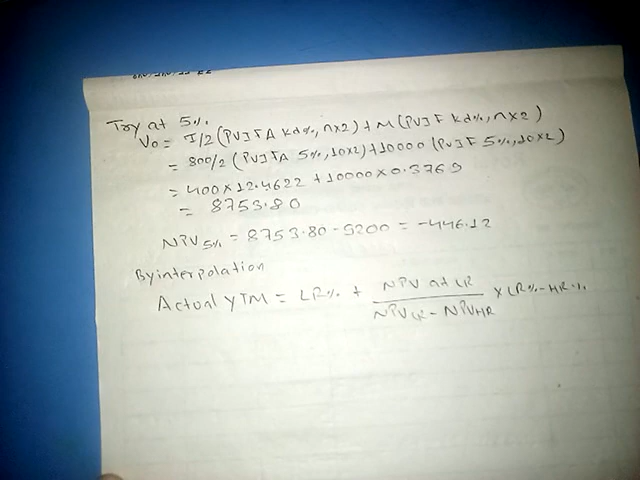 Try at 5%
V0 = I/2 (PVIFA kd%, n×2) + M (PVIF kd%, n×2)
= 800/2 (PVIFA 5%, 10×2) + 10000 (PVIF 5%, 10×2)
= 400 × 12.4622 + 10000 × 0.3769
= 8753.80
NPV5% = 8753.80 - 9200 = -446.12
By interpolation
Actual YTM = LR% + NPV at LR / NPVLR - NPVHR × LR% - HR%